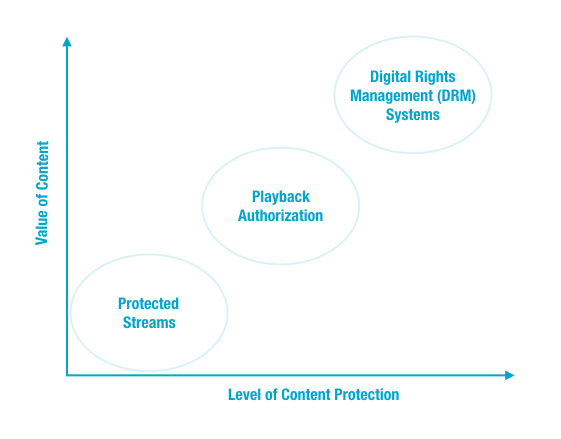 Digital Rights
Management (DRM)
Systems
Playback
Authorization
Protected
Streams
Value of Content
Level of Content Protection